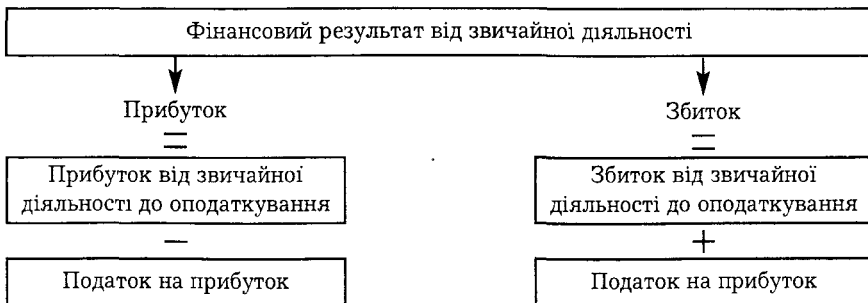 Фінансовий результат від звичайної діяльності
Прибуток
=
Прибуток від звичайної
діяльності до оподаткування
−
Податок на прибуток
Збиток
=
Збиток від звичайної
діяльності до оподаткування
+
Податок на прибуток